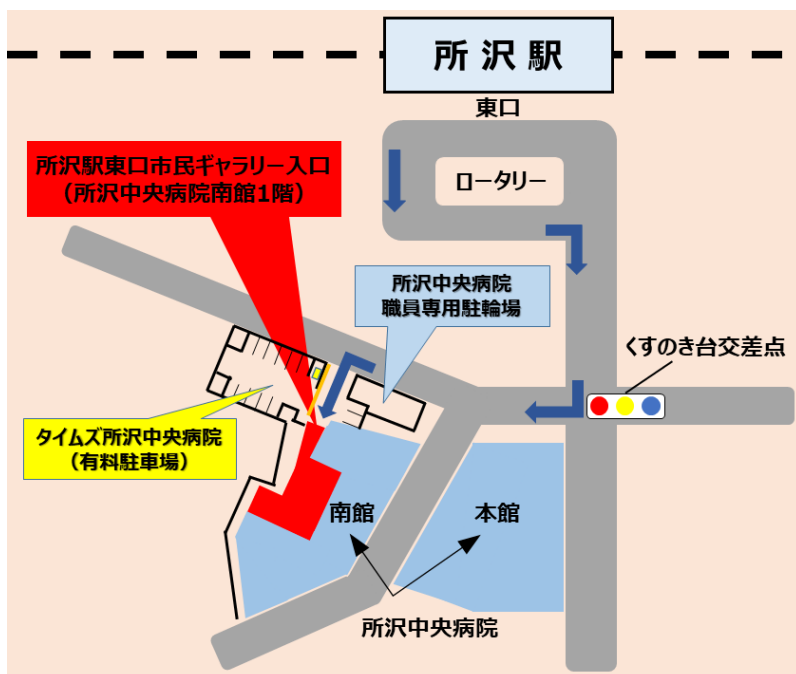 所沢駅
東口
所沢駅東口市民ギャラリー入口
(所沢中央病院南館1階)
ロータリー
所沢中央病院
職員専用駐輪場
くすのき台交差点
タイムズ所沢中央病院
(有料駐車場)
南館
本館
所沢中央病院